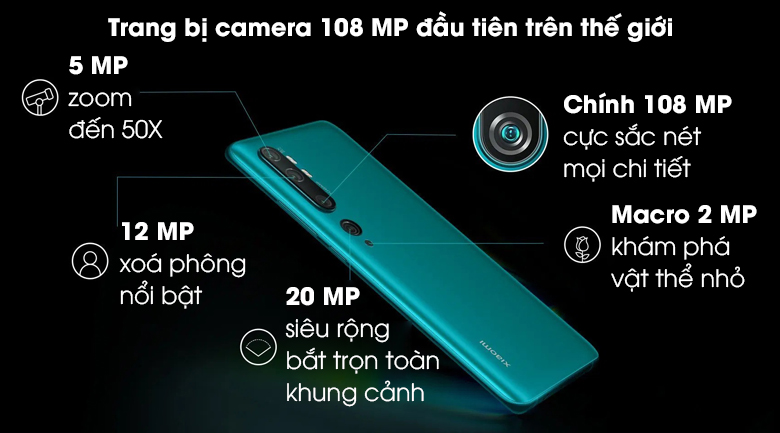 Trang bị camera 108 MP đầu tiên trên thế giới
5 MP
zoom
đến 50X
Chính 108 MP
cực sắc nét
mọi chi tiết
12 MP
xoá phông
nổi bật
Macro 2 MP
khám phá
vật thể nhỏ
20 MP
siêu rộng
bắt trọn toàn
khung cảnh
xiaomi